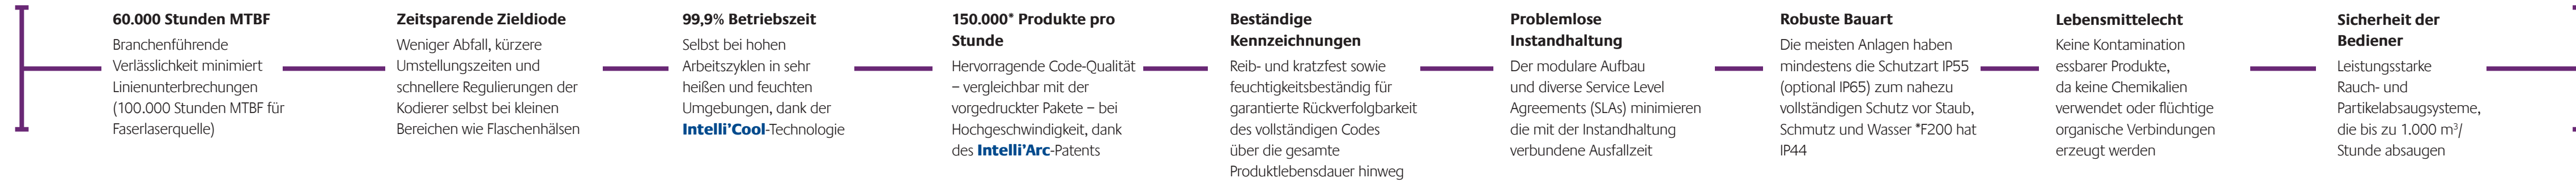 60.000 Stunden MTBF
Branchenführende
Verlässlichkeit minimiert
Linienunterbrechungen
(100.000 Stunden MTBF für
Faserlaserquelle)
Zeitsparende Zieldiode
Weniger Abfall, kürzere
Umstellungszeiten und
schnellere Regulierungen der
Kodierer selbst bei kleinen
Bereichen wie Flaschenhälsen
99,9% Betriebszeit
Selbst bei hohen
Arbeitszyklen in sehr
heißen und feuchten
Umgebungen, dank der
Intelli’Cool-Technologie
150.000* Produkte pro
Stunde
Hervorragende Code-Qualität
– vergleichbar mit der
vorgedruckter Pakete – bei
Hochgeschwindigkeit, dank
des Intelli’Arc-Patents
Beständige
Kennzeichnungen
Reib- und kratzfest sowie
feuchtigkeitsbeständig für
garantierte Rückverfolgbarkeit
des vollständigen Codes
über die gesamte
Produktlebensdauer hinweg
Problemlose
Instandhaltung
Der modulare Aufbau
und diverse Service Level
Agreements (SLAs) minimieren
die mit der Instandhaltung
verbundene Ausfallzeit
Robuste Bauart
Die meisten Anlagen haben
mindestens die Schutzart IP55
(optional IP65) zum nahezu
vollständigen Schutz vor Staub,
Schmutz und Wasser *F200 hat
IP44
Lebensmittelecht
Keine Kontamination
essbarer Produkte,
da keine Chemikalien
verwendet oder flüchtige
organische Verbindungen
erzeugt werden
Sicherheit der
Bediener
Leistungsstarke
Rauch- und
Partikelabsaugsysteme,
die bis zu 1.000 m³/
Stunde absaugen